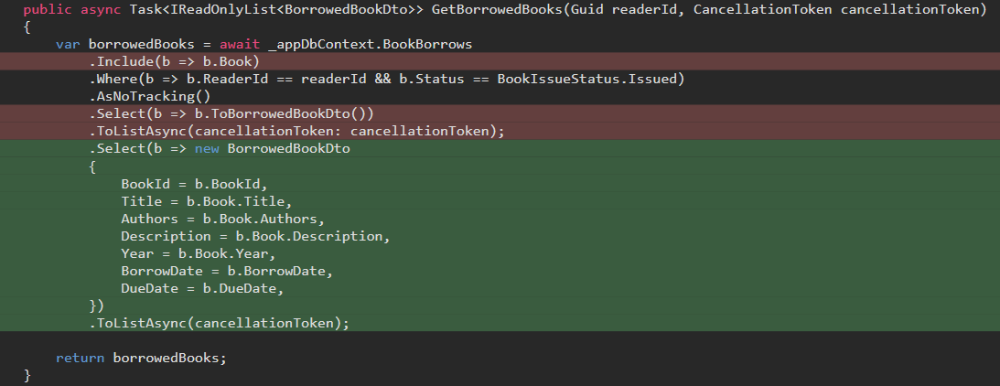 public async Task<IReadOnlyList<BorrowedBookDto>> GetBorrowedBooks(Guid readerId, CancellationToken cancellationToken)
{
    var borrowedBooks = await _appDbContext.BookBorrows
        .Include(b => b.Book)
        .Where(b => b.ReaderId == readerId && b.Status == BookIssueStatus.Issued)
        .AsNoTracking()
        .Select(b => b.ToBorrowedBookDto())
        .ToListAsync(cancellationToken: cancellationToken);
        .Select(b => new BorrowedBookDto
        {
            BookId = b.BookId,
            Title = b.Book.Title,
            Authors = b.Book.Authors,
            Description = b.Book.Description,
            Year = b.Book.Year,
            BorrowDate = b.BorrowDate,
            DueDate = b.DueDate,
        })
        .ToListAsync(cancellationToken);
    return borrowedBooks;
}